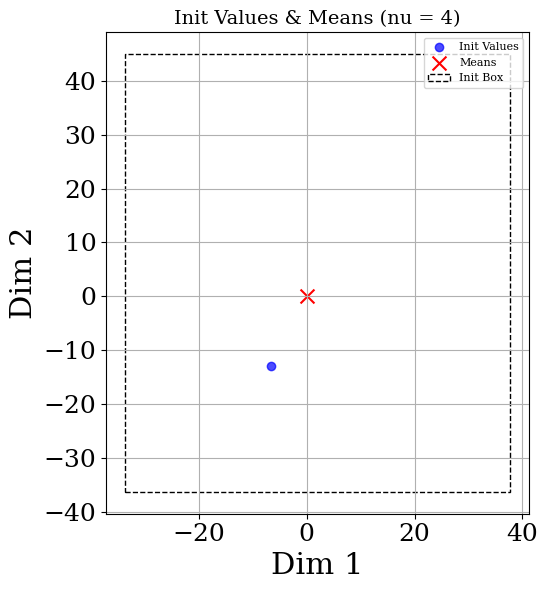 Init Values & Means (nu = 4)
Init Values
Means
Init Box
Dim 2
40
30
20
10
0
−10
−20
−30
−40
−20
0
20
40
Dim 1